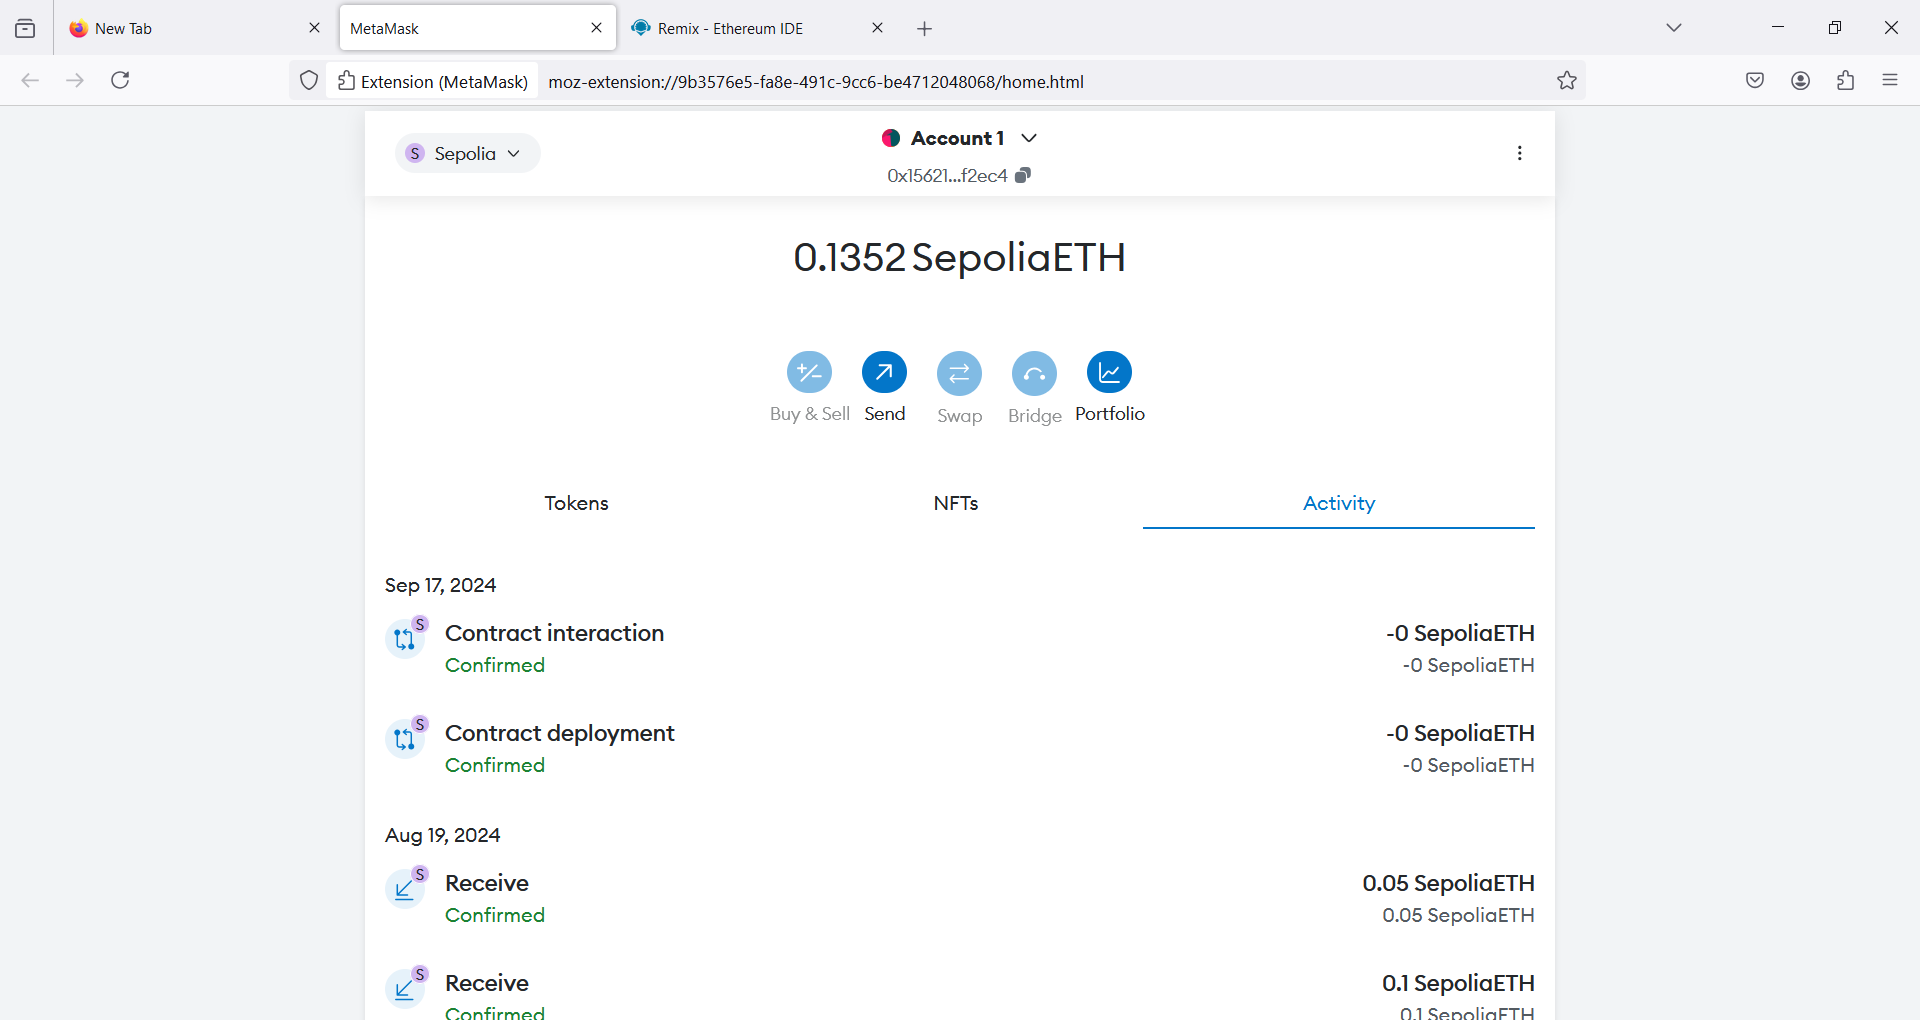 New Tab
MetaMask
Remix - Ethereum IDE
Extension (MetaMask)
moz-extension://9b3576e5-fa8e-491c-9cc6-be4712048068/home.html
S Sepolia
Account 1
0x15621...f2ec4
0.1352 SepoliaETH
Buy & Sell
Send
Swap
Bridge
Portfolio
Tokens
NFTs
Activity
Sep 17, 2024
S
Contract interaction
-0 SepoliaETH
Confirmed
-0 SepoliaETH
S
Contract deployment
-0 SepoliaETH
Confirmed
-0 SepoliaETH
Aug 19, 2024
S
Receive
0.05 SepoliaETH
Confirmed
0.05 SepoliaETH
S
Receive
0.1 SepoliaETH
Confirmed
0.1 SepoliaETH